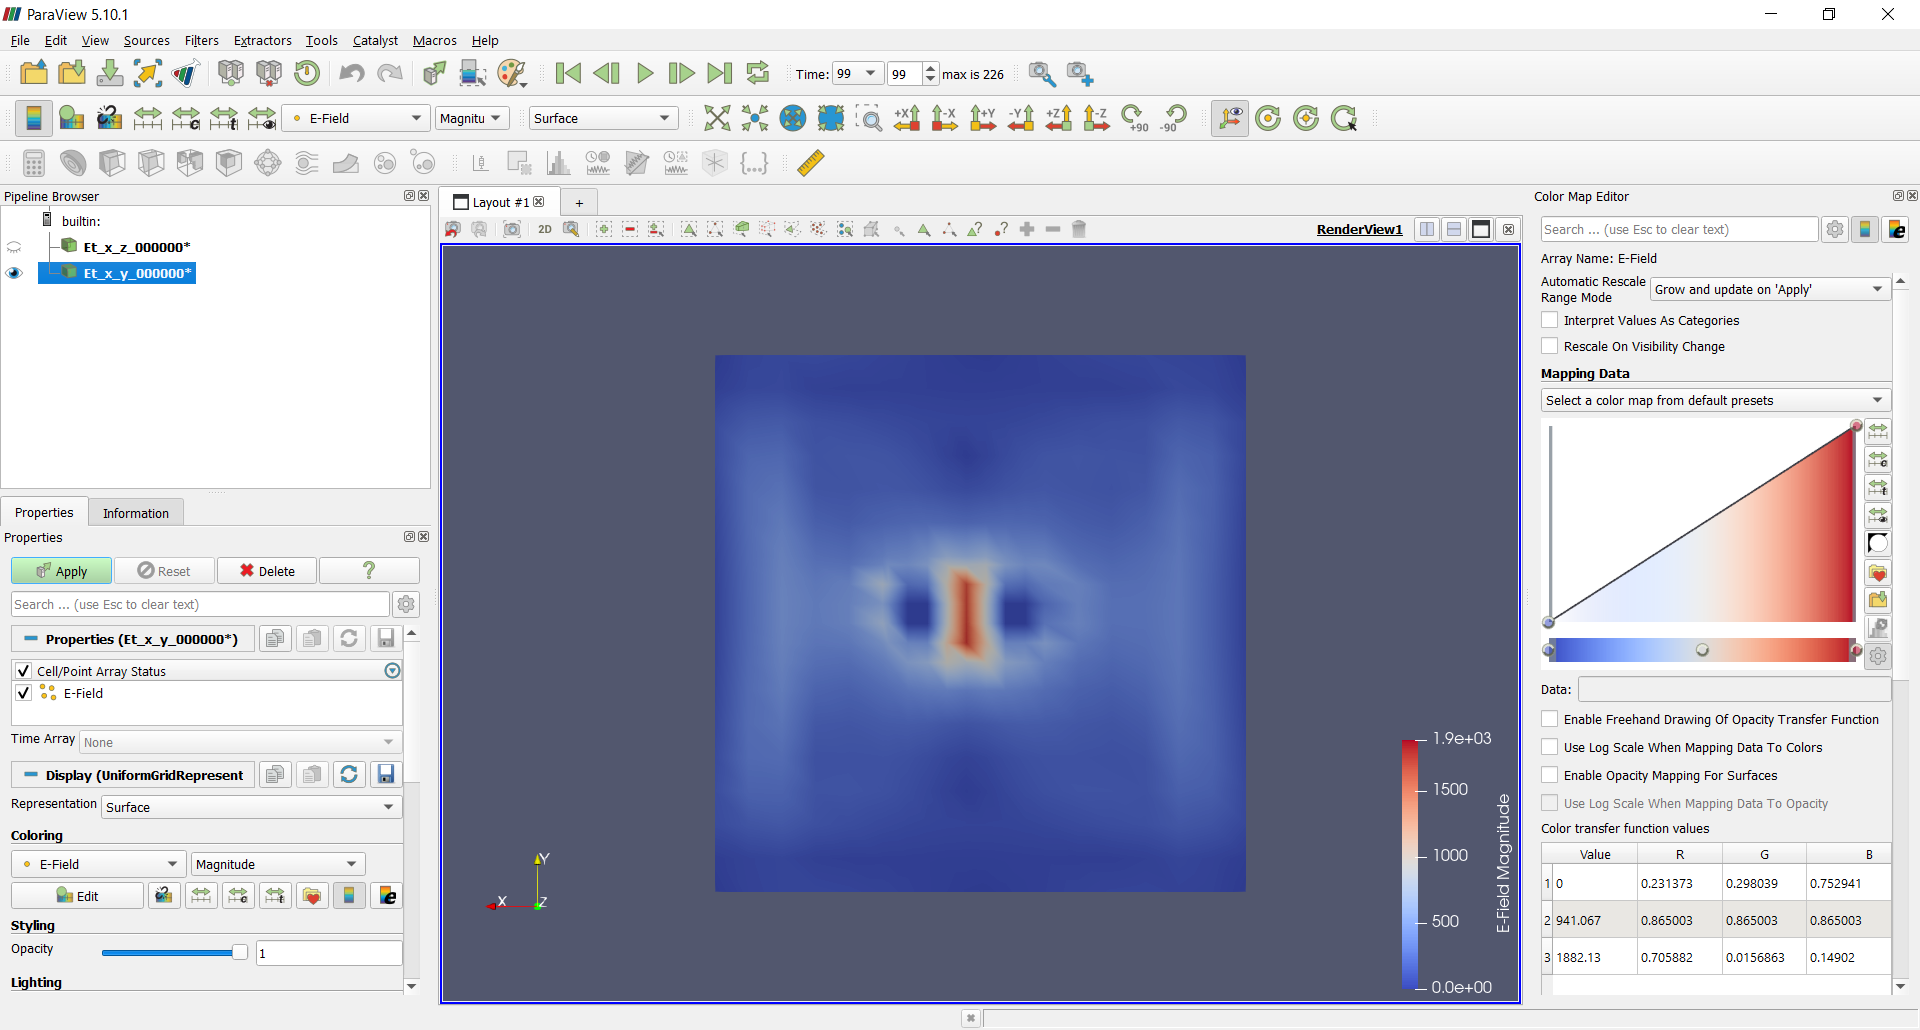 ParaView 5.10.1
File Edit View Sources Filters Extractors Tools Catalyst Macros Help
Time: 99 99 max is 226
E-Field Magnitu Surface +X -X +Y -Y +Z -Z +90 -90
Pipeline Browser
builtin:
Et_x_z_000000*
Et_x_y_000000*
Properties Information
Properties
Apply Reset Delete ?
Search ... (use Esc to clear text)
Properties (Et_x_y_000000*)
Cell/Point Array Status
E-Field
Time Array None
Display (UniformGridRepresent
Representation Surface
Coloring
E-Field Magnitude
Edit
Styling
Opacity 1
Lighting
Layout #1 +
2D RenderView1
1.9e+03
1500
1000
500
0.0e+00
E-Field Magnitude
Y
X Z
Color Map Editor
Search ... (use Esc to clear text)
Array Name: E-Field
Automatic Rescale
Range Mode
Grow and update on 'Apply'
Interpret Values As Categories
Rescale On Visibility Change
Mapping Data
Select a color map from default presets
Data:
Enable Freehand Drawing Of Opacity Transfer Function
Use Log Scale When Mapping Data To Colors
Enable Opacity Mapping For Surfaces
Use Log Scale When Mapping Data To Opacity
Color transfer function values
Value R G B
1 0 0.231373 0.298039 0.752941
2 941.067 0.865003 0.865003 0.865003
3 1882.13 0.705882 0.0156863 0.14902